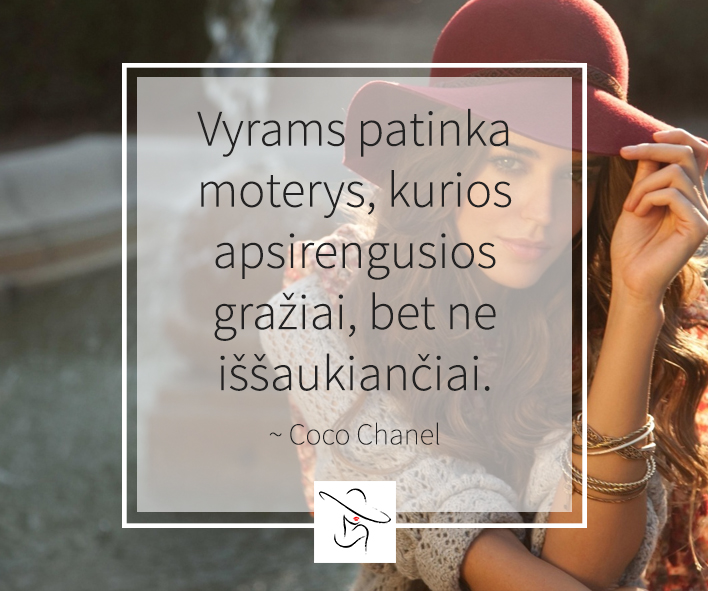 Vyrams patinka
moterys, kurios
apsirengusios
gražiai, bet ne
iššaukiančiai.
~ Coco Chanel